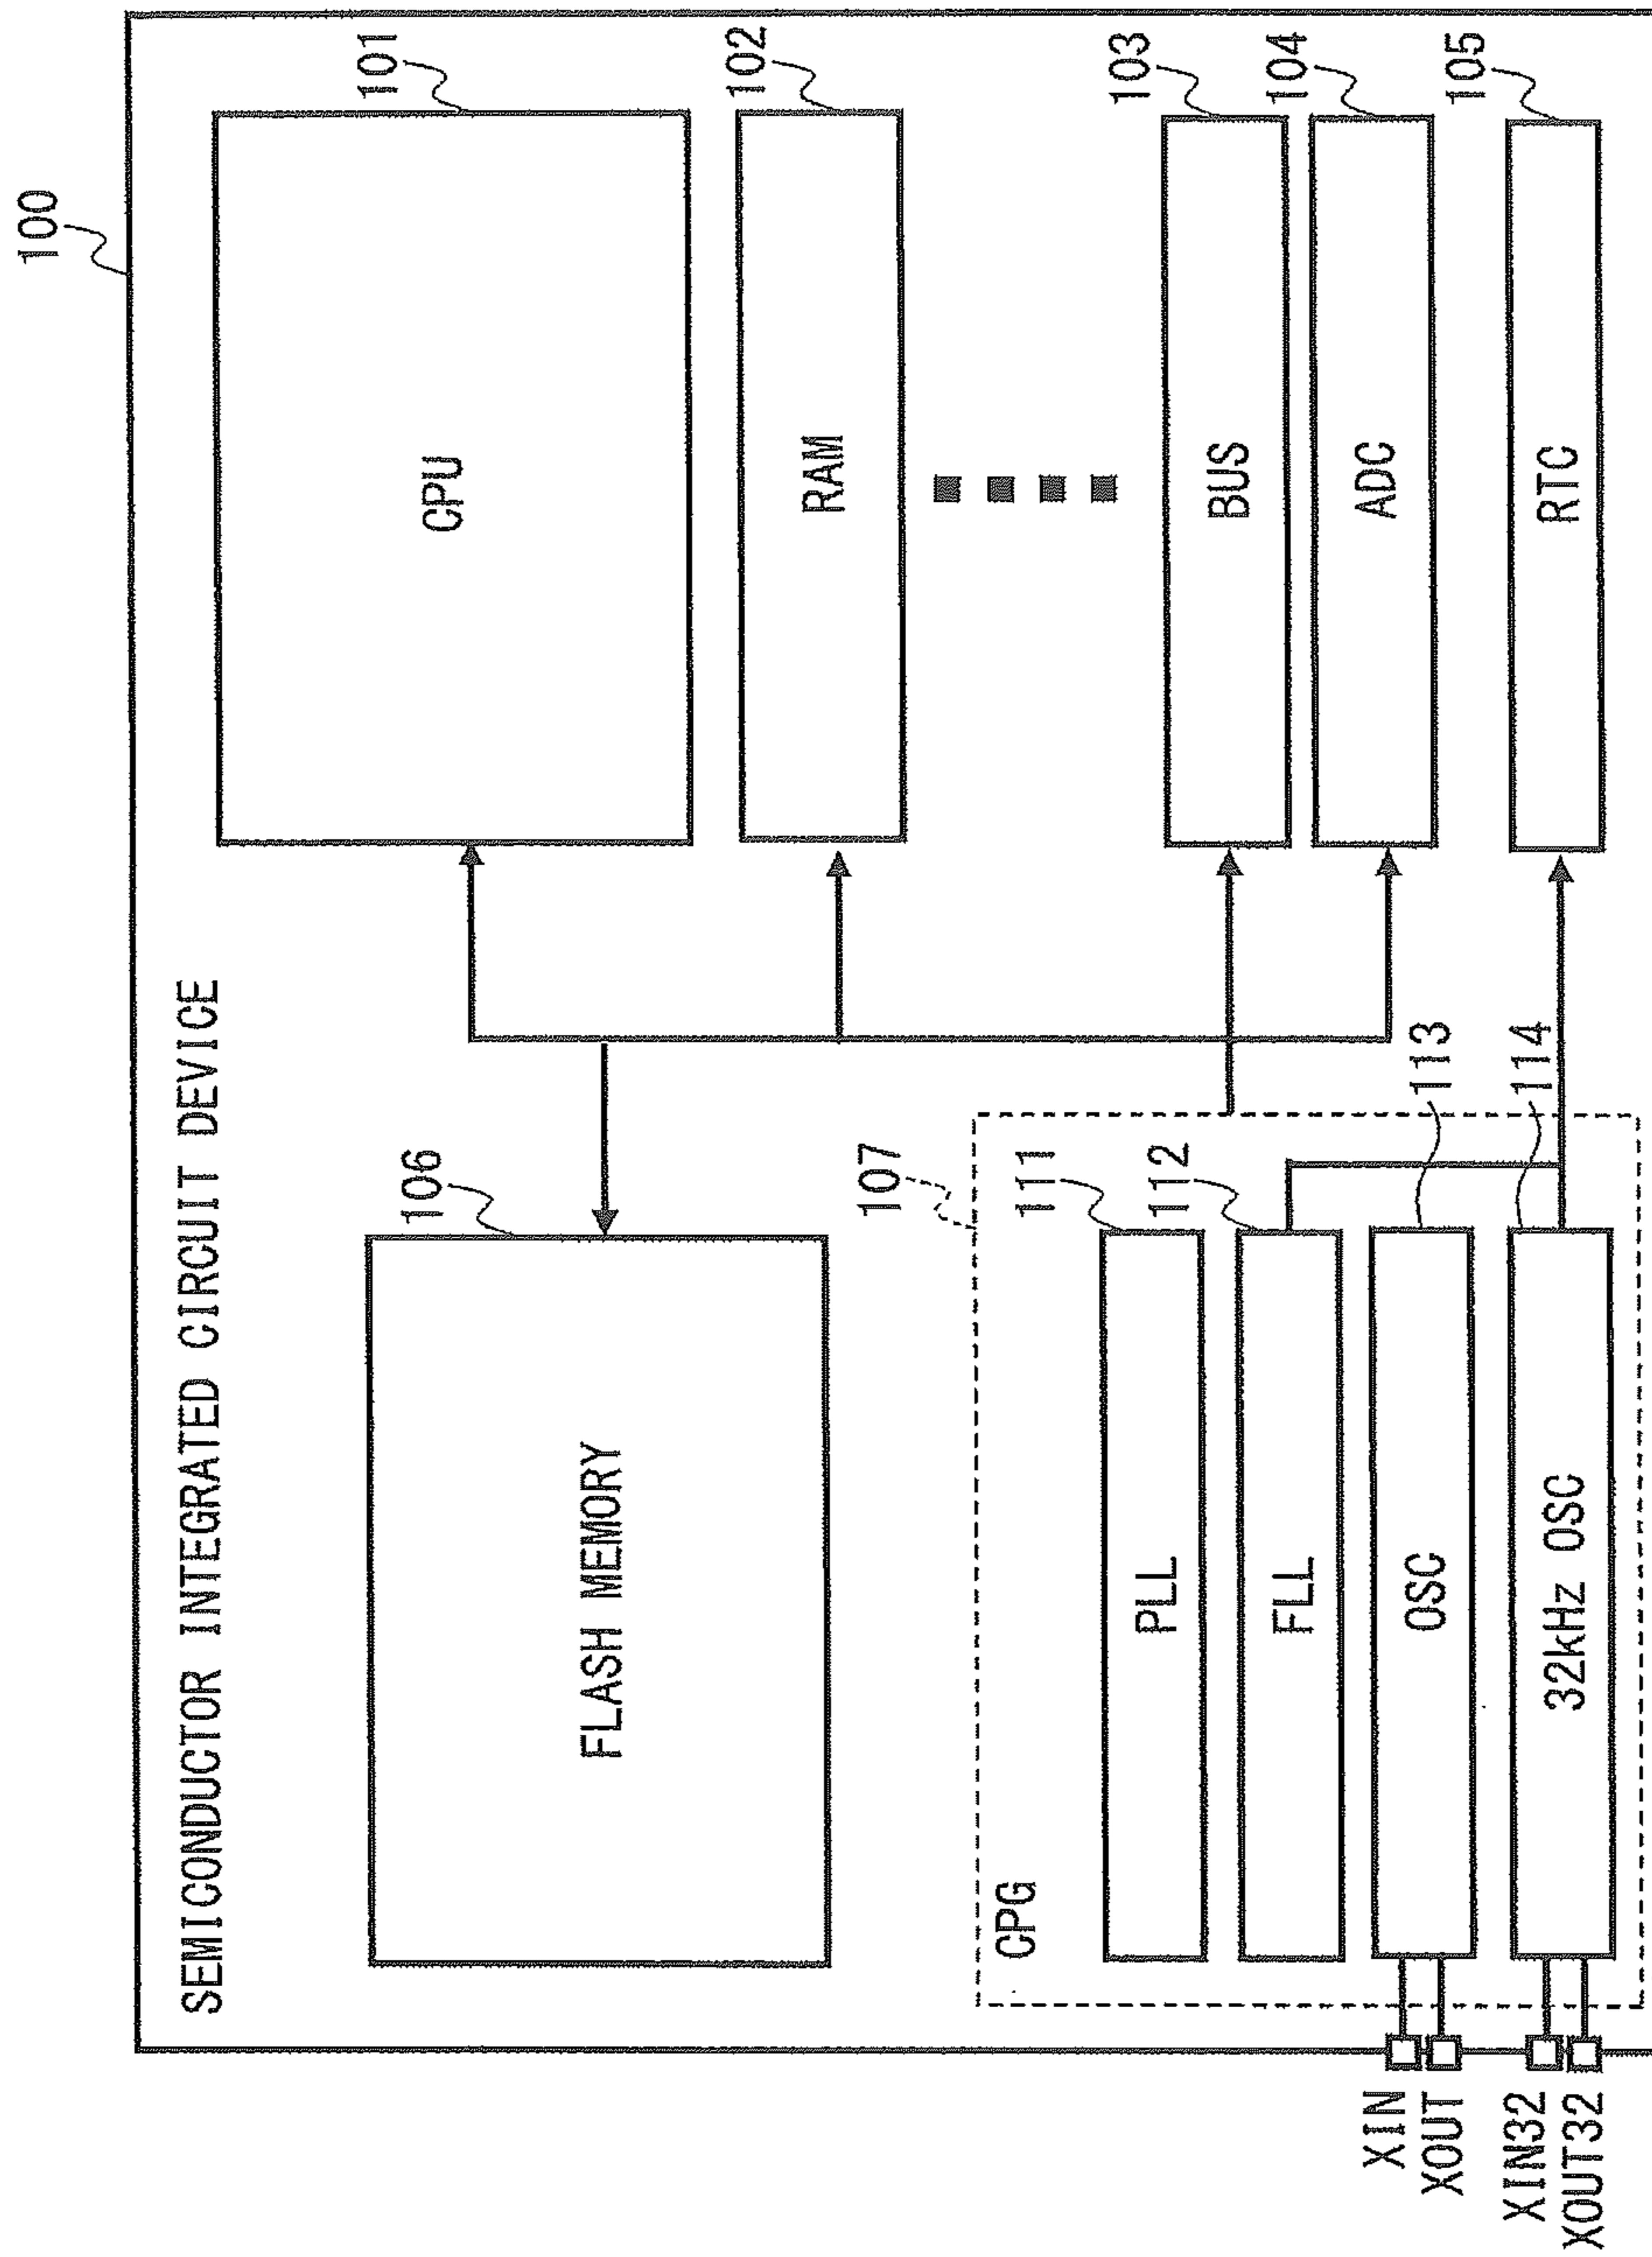 100
SEMICONDUCTOR INTEGRATED CIRCUIT DEVICE
106
FLASH MEMORY
101
CPU
102
RAM
107
CPG
111
PLL
112
FLL
113
OSC
114
32kHz OSC
103
BUS
104
ADC
105
RTC
XIN
XOUT
XIN32
XOUT32